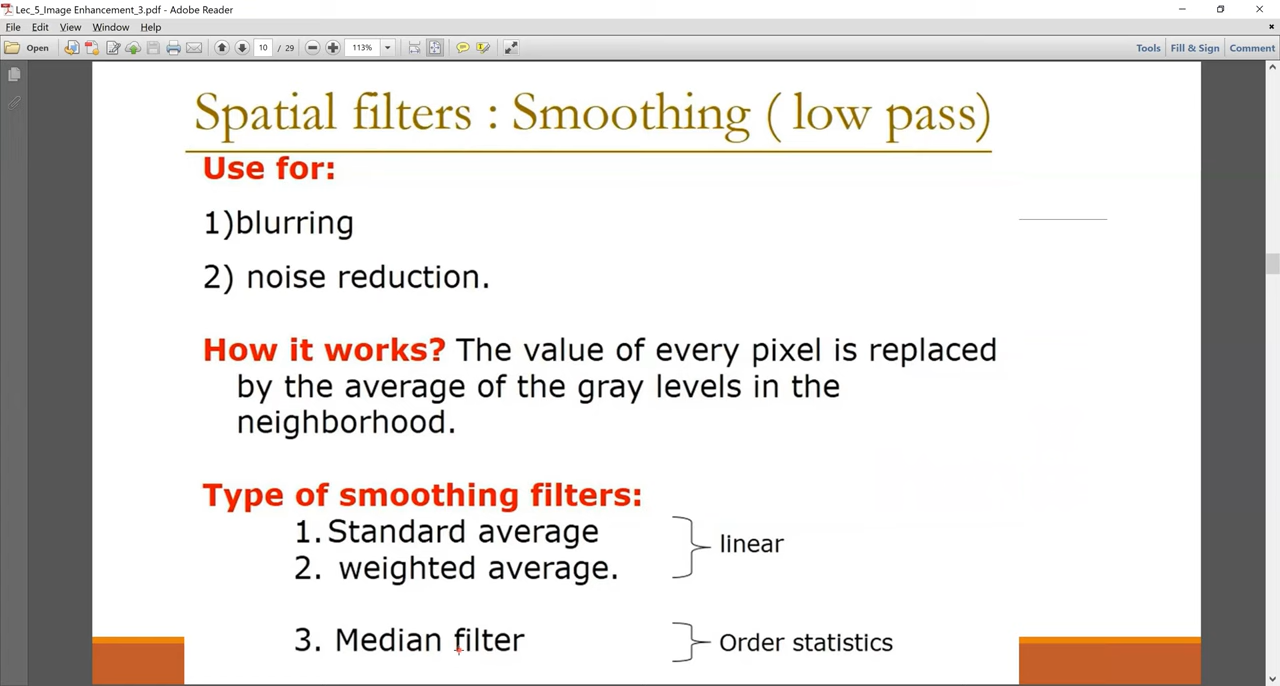 Lec_5_Image Enhancement_3.pdf - Adobe Reader
File Edit View Window Help
Open 10 / 29 113% Tools Fill & Sign Comment
Spatial filters : Smoothing ( low pass)
Use for:
1)blurring
2) noise reduction.
How it works? The value of every pixel is replaced
by the average of the gray levels in the
neighborhood.
Type of smoothing filters:
1. Standard average
linear
2. weighted average.
3. Median filter Order statistics